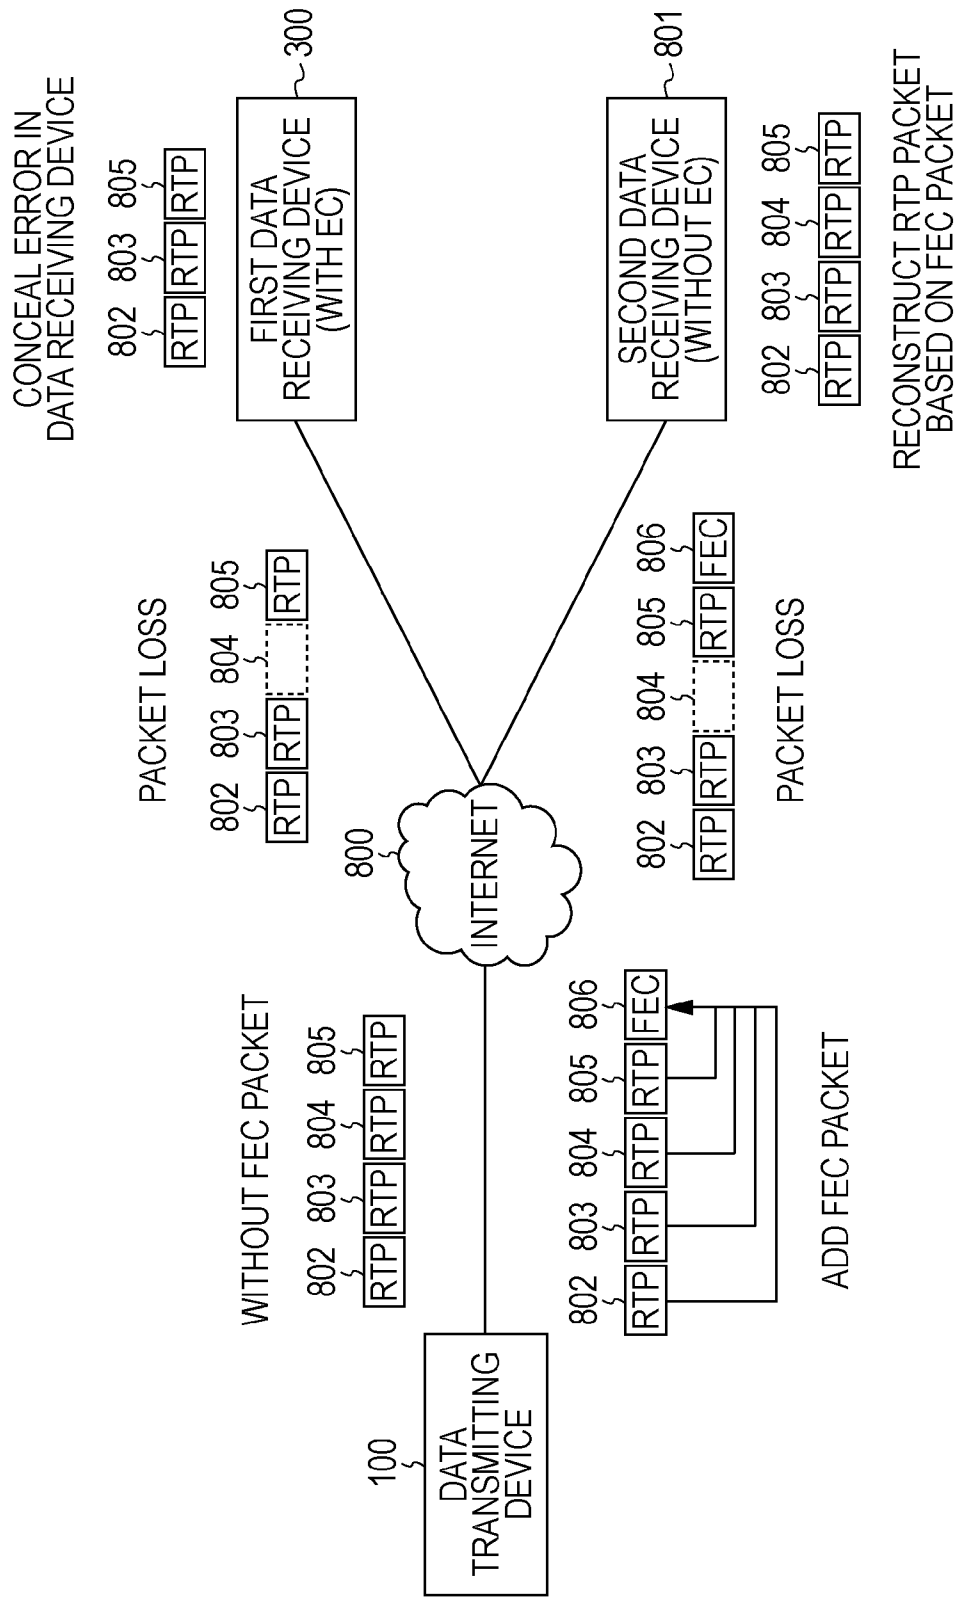 100
DATA
TRANSMITTING
DEVICE
WITHOUT FEC PACKET
802 803 804 805
RTP RTP RTP RTP
802 803 804 805 806
RTP RTP RTP RTP FEC
ADD FEC PACKET
800
INTERNET
PACKET LOSS
802 803 804 805
RTP RTP RTP
802 803 804 805 806
RTP RTP RTP FEC
PACKET LOSS
CONCEAL ERROR IN
DATA RECEIVING DEVICE
802 803 805
RTP RTP RTP
300
FIRST DATA
RECEIVING DEVICE
(WITH EC)
801
SECOND DATA
RECEIVING DEVICE
(WITHOUT EC)
802 803 804 805
RTP RTP RTP RTP
RECONSTRUCT RTP PACKET
BASED ON FEC PACKET